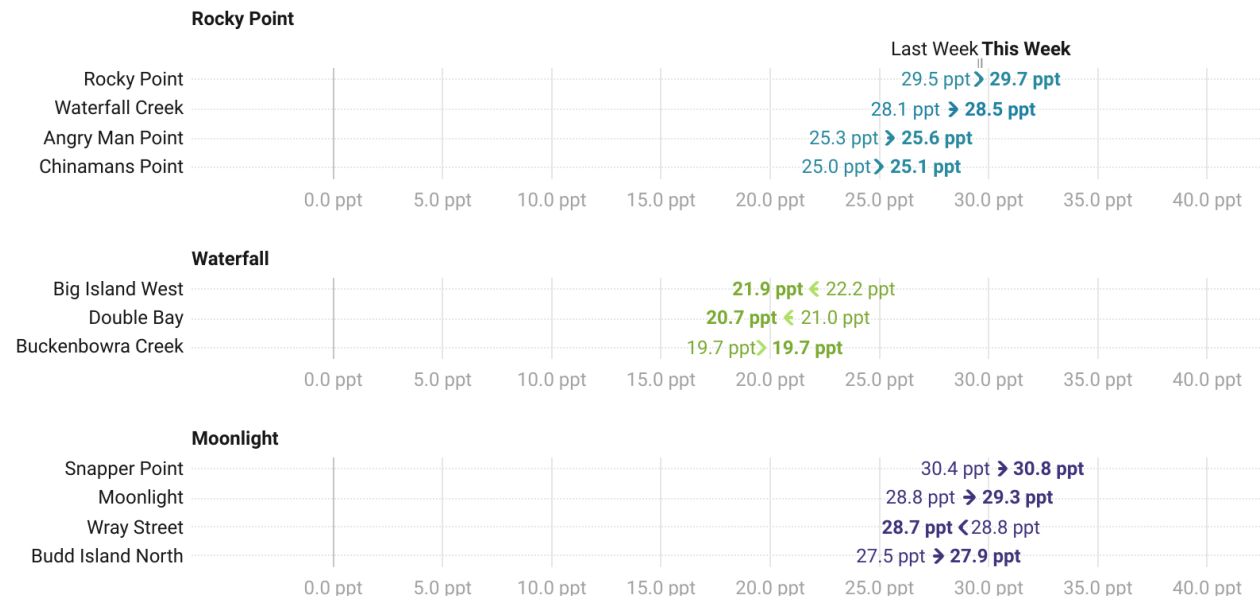 Rocky Point
Last Week This Week
Rocky Point 29.5 ppt 29.7 ppt
Waterfall Creek 28.1 ppt 28.5 ppt
Angry Man Point 25.3 ppt 25.6 ppt
Chinamans Point 25.0 ppt 25.1 ppt
0.0 ppt 5.0 ppt 10.0 ppt 15.0 ppt 20.0 ppt 25.0 ppt 30.0 ppt 35.0 ppt 40.0 ppt
Waterfall
Big Island West 21.9 ppt 22.2 ppt
Double Bay 20.7 ppt 21.0 ppt
Buckenbowra Creek 19.7 ppt 19.7 ppt
0.0 ppt 5.0 ppt 10.0 ppt 15.0 ppt 20.0 ppt 25.0 ppt 30.0 ppt 35.0 ppt 40.0 ppt
Moonlight
Snapper Point 30.4 ppt 30.8 ppt
Moonlight 28.8 ppt 29.3 ppt
Wray Street 28.7 ppt 28.8 ppt
Budd Island North 27.5 ppt 27.9 ppt
0.0 ppt 5.0 ppt 10.0 ppt 15.0 ppt 20.0 ppt 25.0 ppt 30.0 ppt 35.0 ppt 40.0 ppt